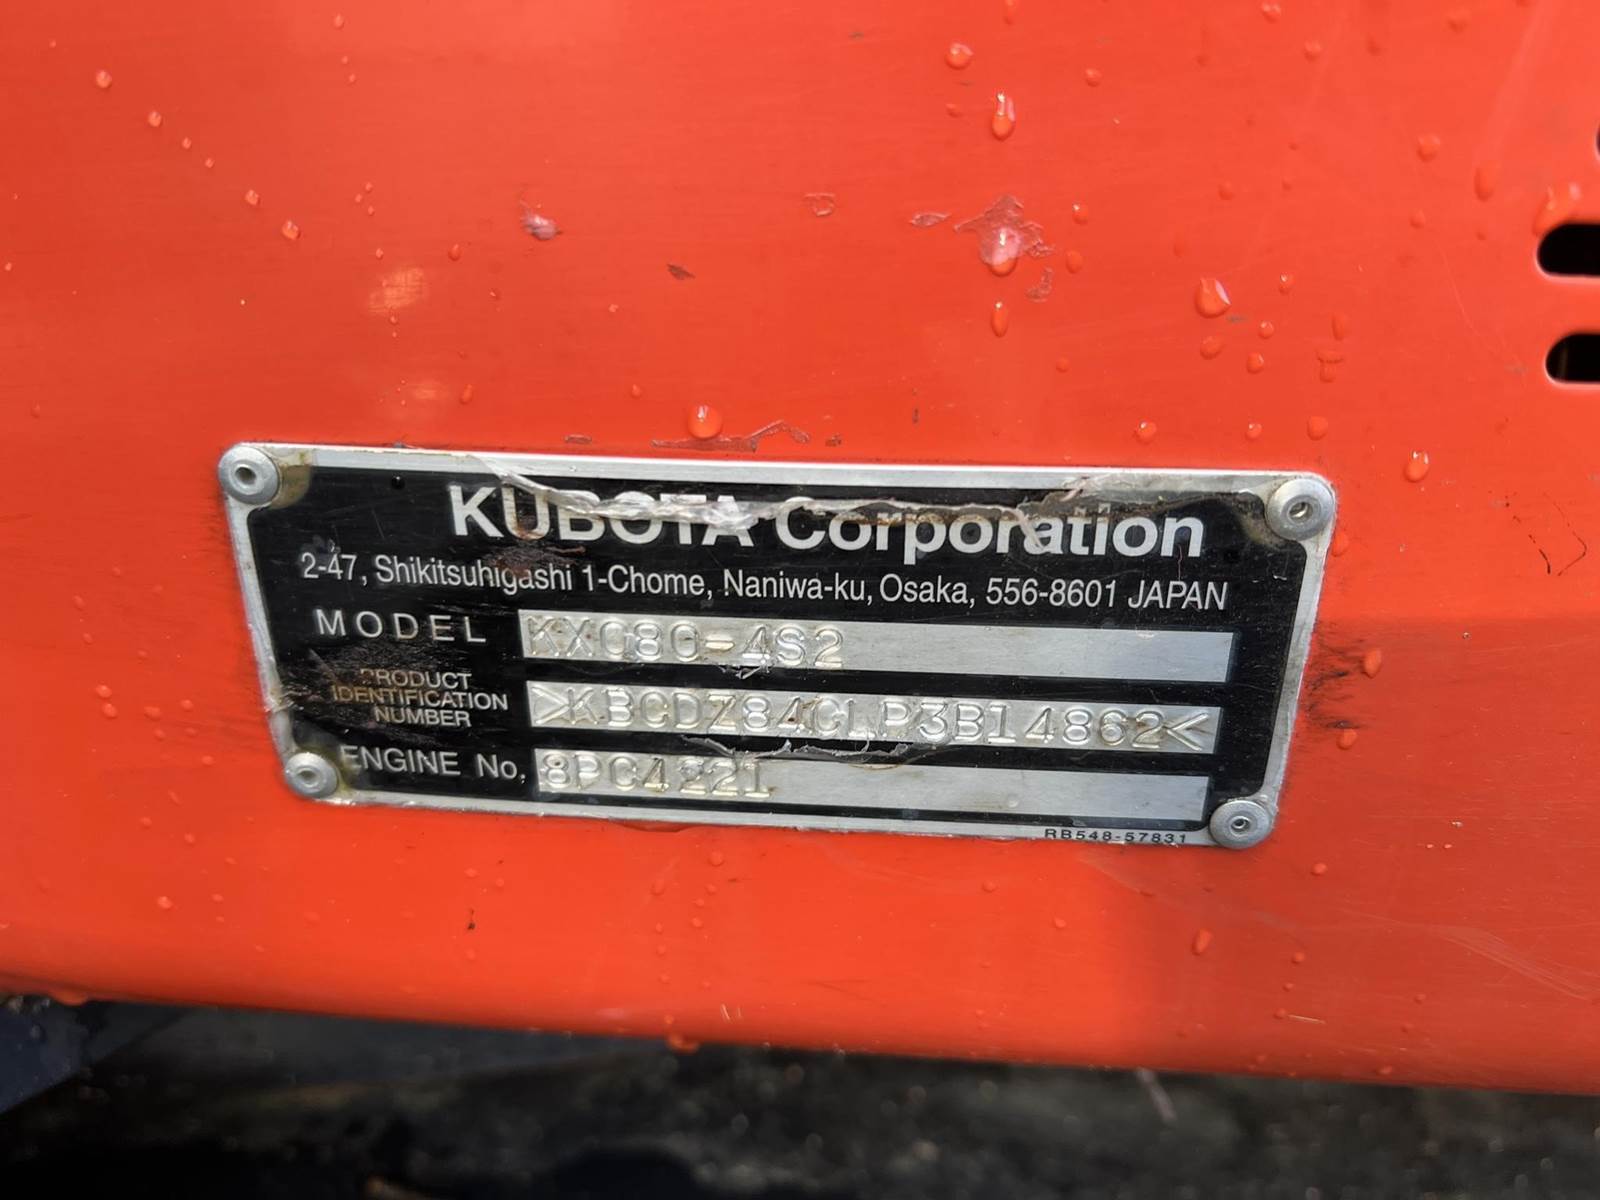 KUBOTA Corporation
2-47, Shikitsuhigashi 1-Chome, Naniwa-ku, Osaka, 556-8601 JAPAN
MODEL KX080-4S2
PRODUCT
IDENTIFICATION
NUMBER >KBCDZ84CLP3B14862<
ENGINE No. 8PC4221
RB548-57831